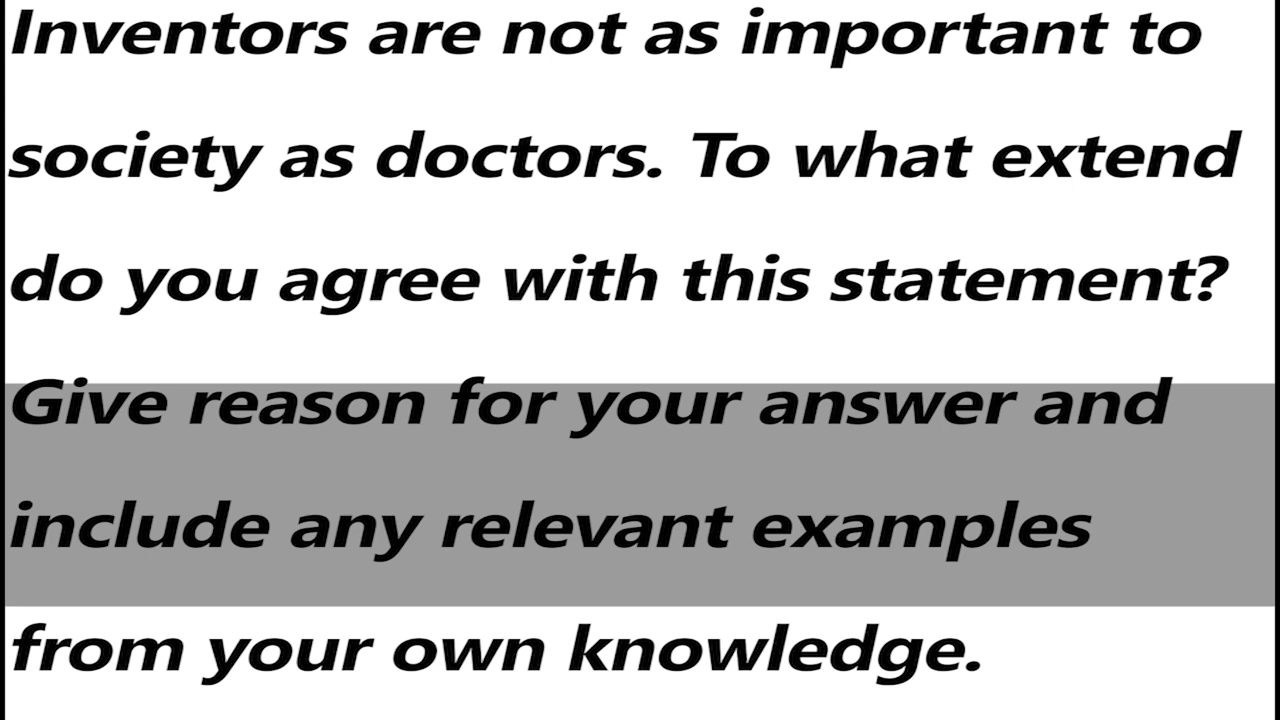 Inventors are not as important to
society as doctors. To what extend
do you agree with this statement?
Give reason for your answer and
include any relevant examples
from your own knowledge.